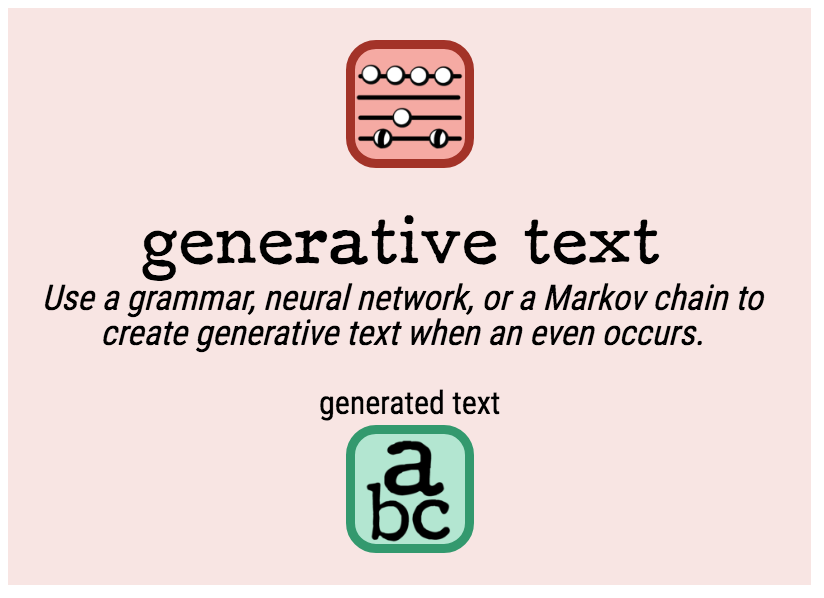 generative text
Use a grammar, neural network, or a Markov chain to
create generative text when an even occurs.
generated text
a
bc